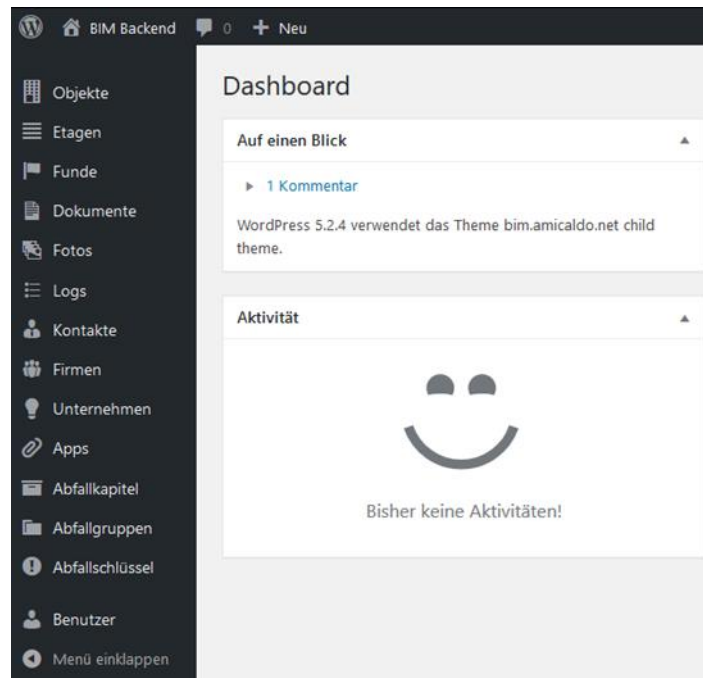 BIM Backend 0 + Neu
Objekte
Etagen
Funde
Dokumente
Fotos
Logs
Kontakte
Firmen
Unternehmen
Apps
Abfallkapitel
Abfallgruppen
Abfallschlüssel
Benutzer
Menü einklappen
Dashboard
Auf einen Blick
1 Kommentar
WordPress 5.2.4 verwendet das Theme bim.amicaldo.net child
theme.
Aktivität
Bisher keine Aktivitäten!